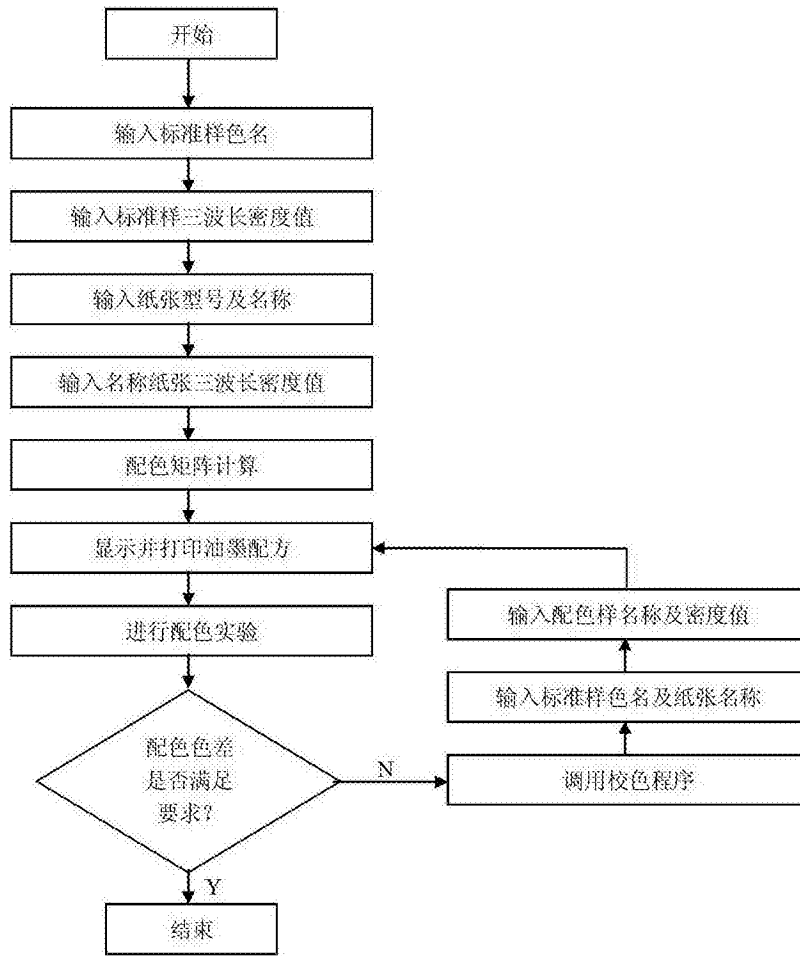 开始
输入标准样色名
输入标准样三波长密度值
输入纸张型号及名称
输入名称纸张三波长密度值
配色矩阵计算
显示并打印油墨配方
进行配色实验
配色色差
是否满足
要求?
N
调用校色程序
输入标准样色名及纸张名称
输入配色样名称及密度值
Y
结束